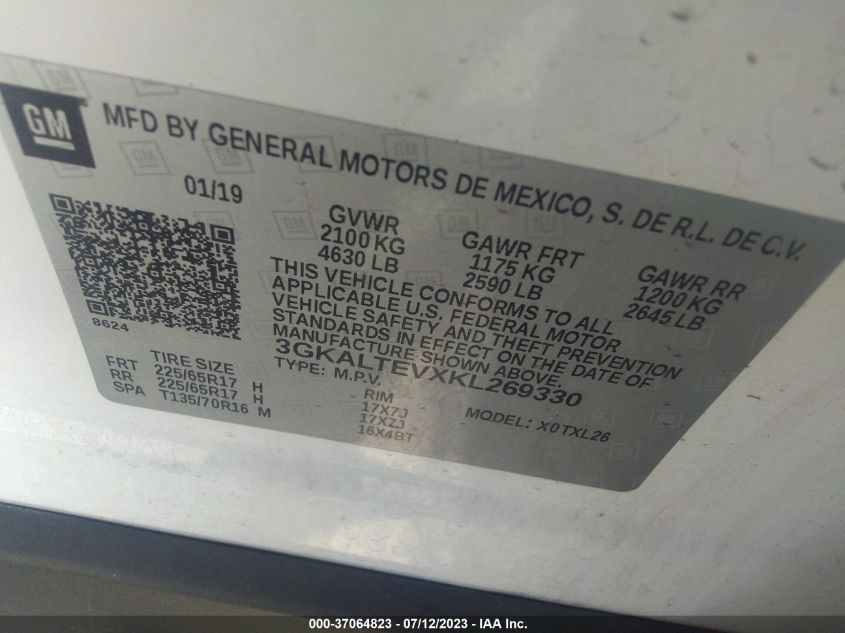 GM
MFD BY GENERAL MOTORS DE MEXICO, S. DE R.L. DE C.V.
01/19
GVWR
2100 KG
4630 LB
GAWR FRT
1175 KG
2590 LB
GAWR RR
1200 KG
2645 LB
THIS VEHICLE CONFORMS TO ALL
APPLICABLE U.S. FEDERAL MOTOR
VEHICLE SAFETY AND THEFT PREVENTION
STANDARDS IN EFFECT ON THE DATE OF
MANUFACTURE SHOWN ABOVE.
3GKALTEVXKL269330
TYPE: M.P.V.
MODEL: X0TXL26
8624
TIRE SIZE
RIM
FRT 225/65R17 H 17X7J
RR 225/65R17 H 17X7J
SPA T135/70R16 M 16X4BT
000-37064823 - 07/12/2023 - IAA Inc.